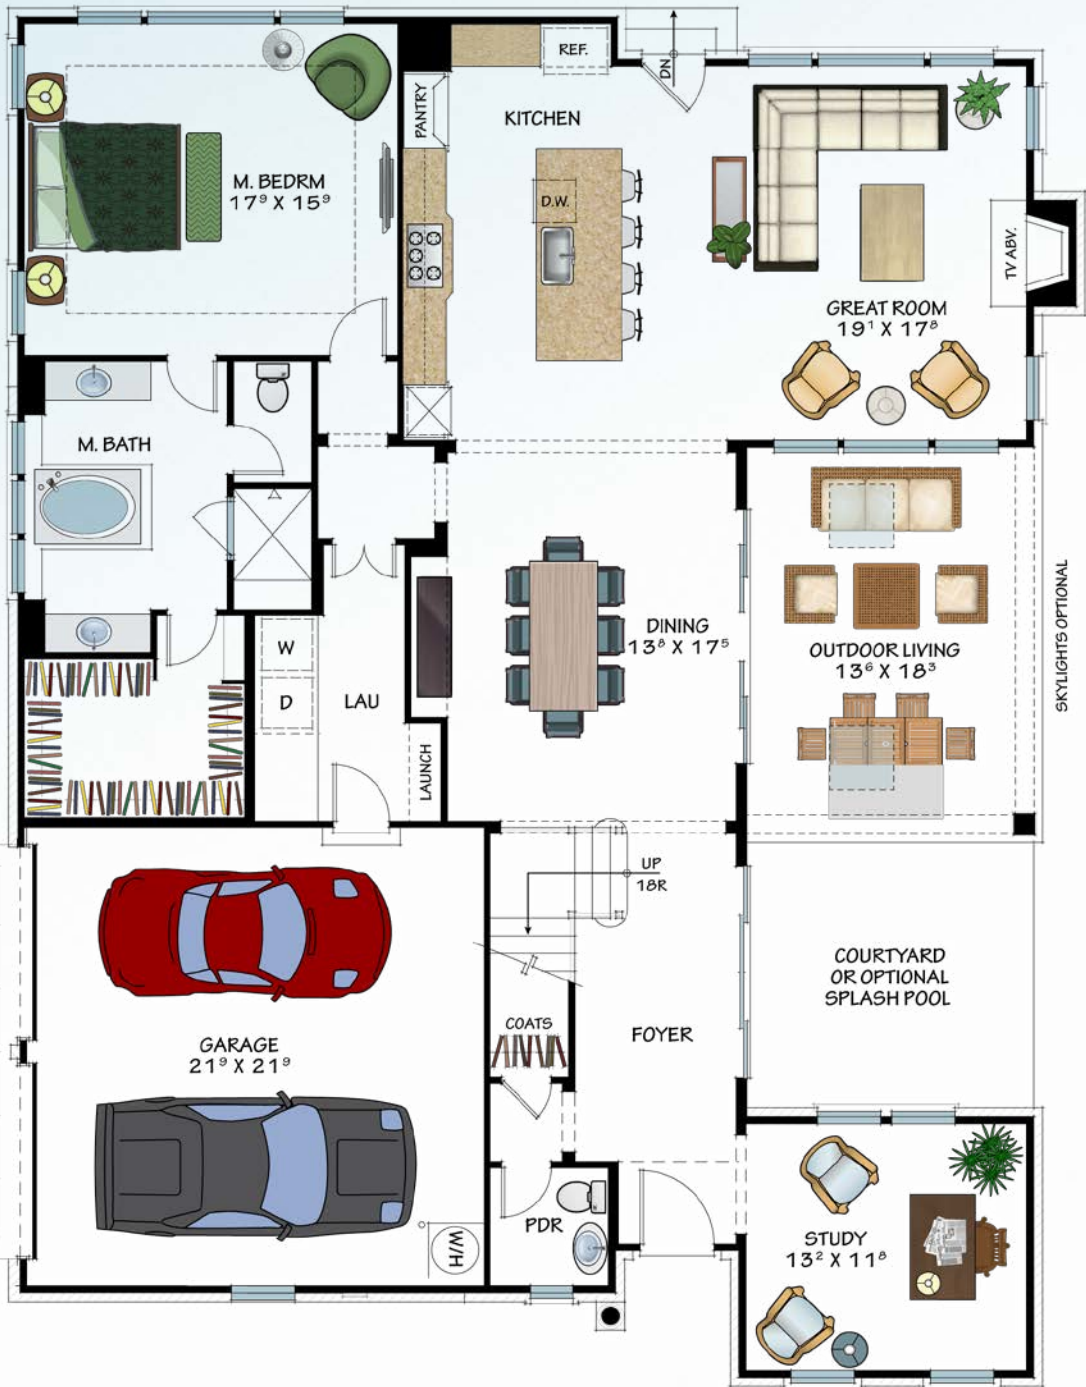 REF.
DN
PANTRY
KITCHEN
M. BEDRM
17⁹ X 15⁹
D.W.
TV ABV.
GREAT ROOM
19¹ X 17⁸
M. BATH
DINING
13⁸ X 17⁵
OUTDOOR LIVING
13⁶ X 18³
SKYLIGHTS OPTIONAL
W
D
LAU
LAUNCH
UP
18R
COURTYARD
OR OPTIONAL
SPLASH POOL
COATS
FOYER
GARAGE
21⁹ X 21⁹
PDR
W/H
STUDY
13² X 11⁸